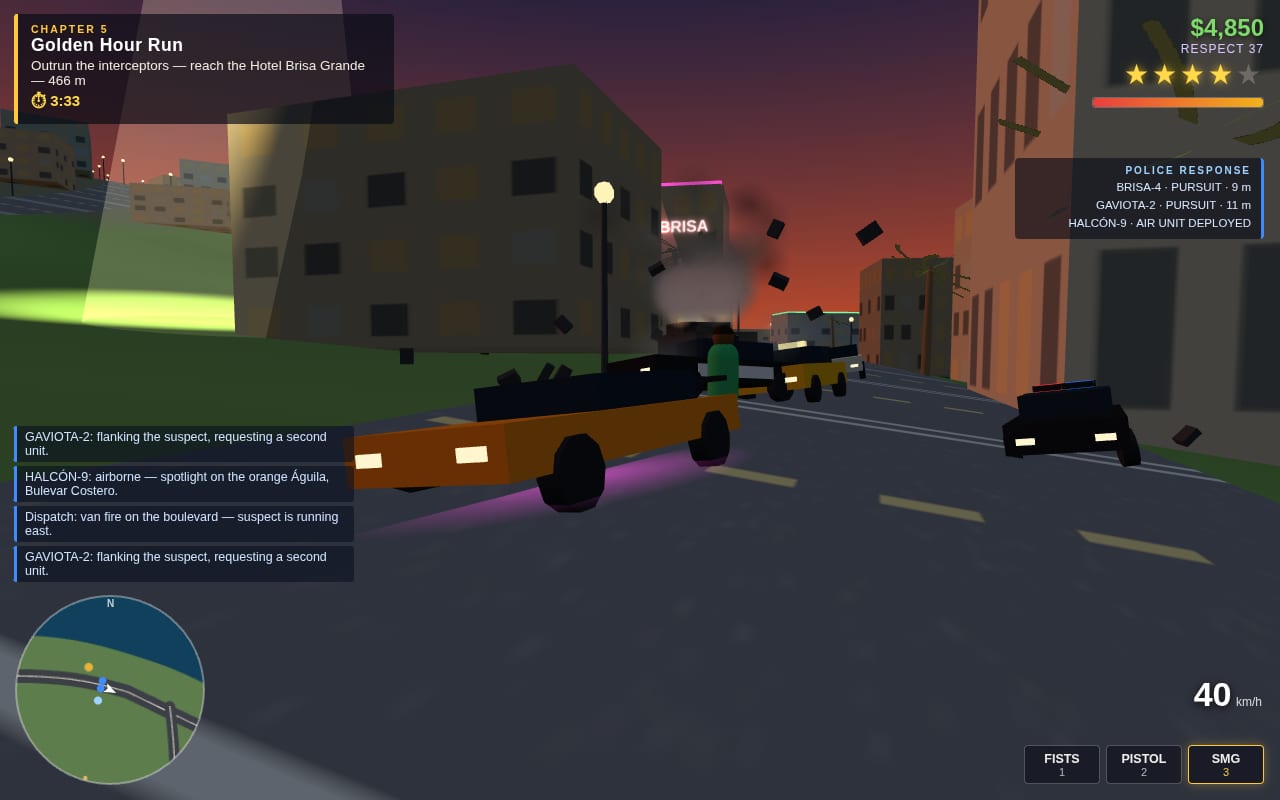 CHAPTER 5
Golden Hour Run
Outrun the interceptors — reach the Hotel Brisa Grande
— 466 m
⏱ 3:33
$4,850
RESPECT 37
POLICE RESPONSE
BRISA-4 · PURSUIT · 9 m
GAVIOTA-2 · PURSUIT · 11 m
HALCÓN-9 · AIR UNIT DEPLOYED
BRISA
GAVIOTA-2: flanking the suspect, requesting a second
unit.
HALCÓN-9: airborne — spotlight on the orange Águila,
Bulevar Costero.
Dispatch: van fire on the boulevard — suspect is running
east.
GAVIOTA-2: flanking the suspect, requesting a second
unit.
N
40 km/h
FISTS
1
PISTOL
2
SMG
3